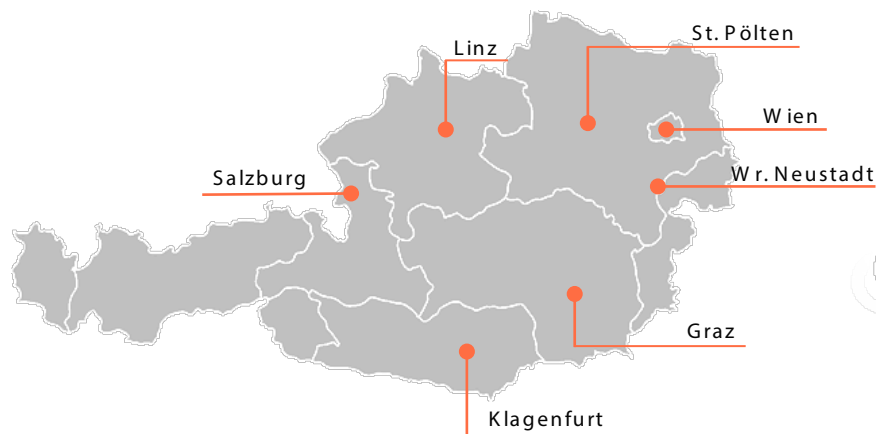 St. Pölten
Linz
Wien
Wr. Neustadt
Salzburg
Graz
Klagenfurt